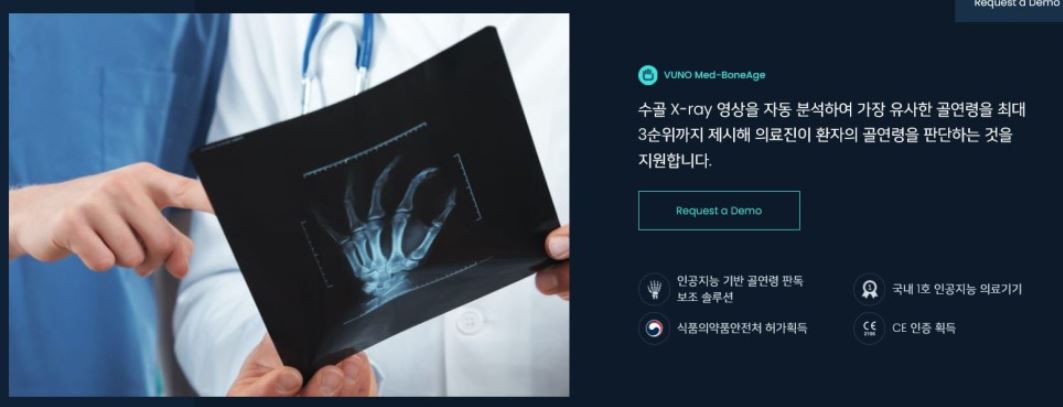 Request a Demo
VUNO Med-BoneAge
수골 X-ray 영상을 자동 분석하여 가장 유사한 골연령을 최대
3순위까지 제시해 의료진이 환자의 골연령을 판단하는 것을
지원합니다.
Request a Demo
인공지능 기반 골연령 판독
보조 솔루션
국내 1호 인공지능 의료기기
식품의약품안전처 허가획득
CE 인증 획득